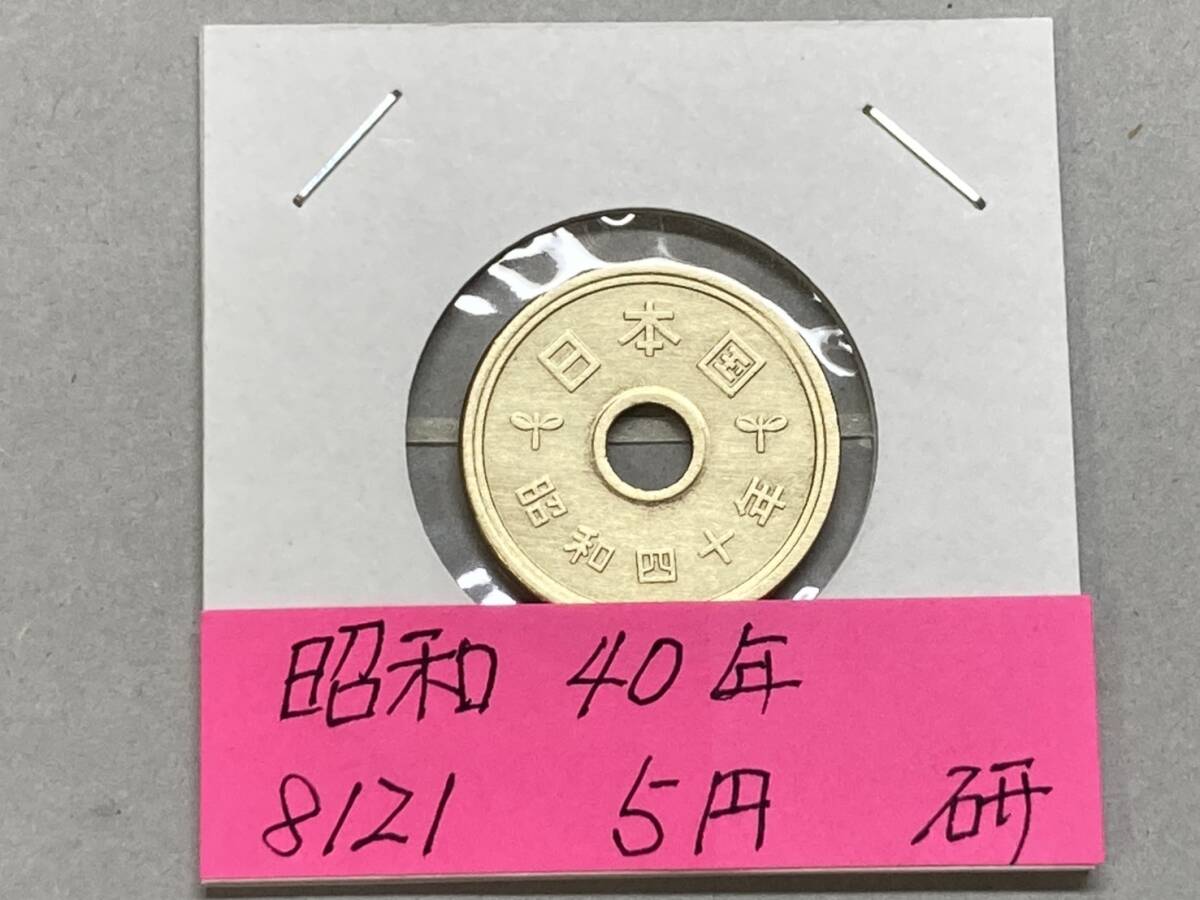 日本国
昭和四十年
昭和 40年
8121 5円 研